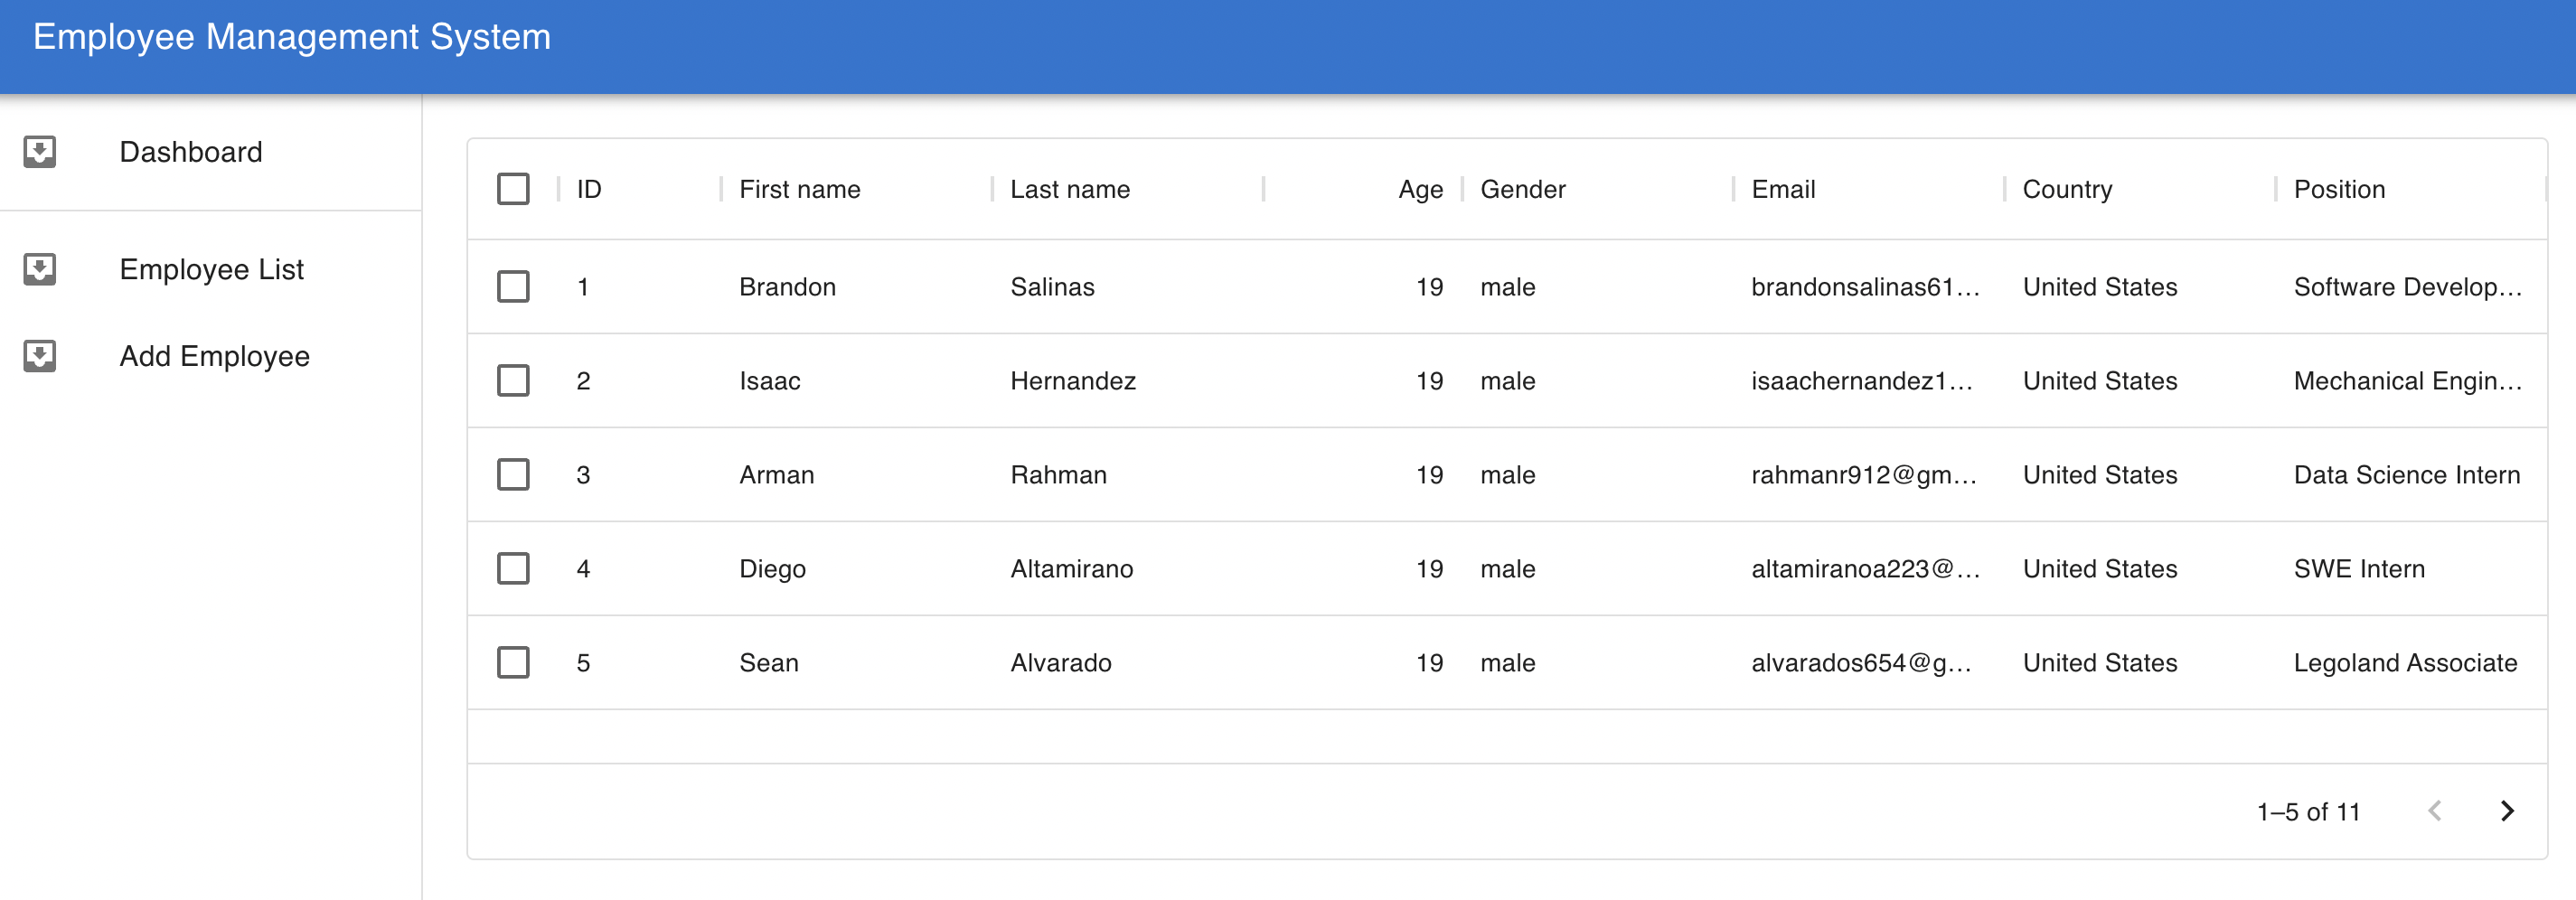 Employee Management System
Dashboard
Employee List
Add Employee
ID First name Last name Age Gender Email Country Position
1 Brandon Salinas 19 male brandonsalinas61... United States Software Develop...
2 Isaac Hernandez 19 male isaachernandez1... United States Mechanical Engin...
3 Arman Rahman 19 male rahmanr912@gm... United States Data Science Intern
4 Diego Altamirano 19 male altamiranoa223@... United States SWE Intern
5 Sean Alvarado 19 male alvarados654@g... United States Legoland Associate
1–5 of 11